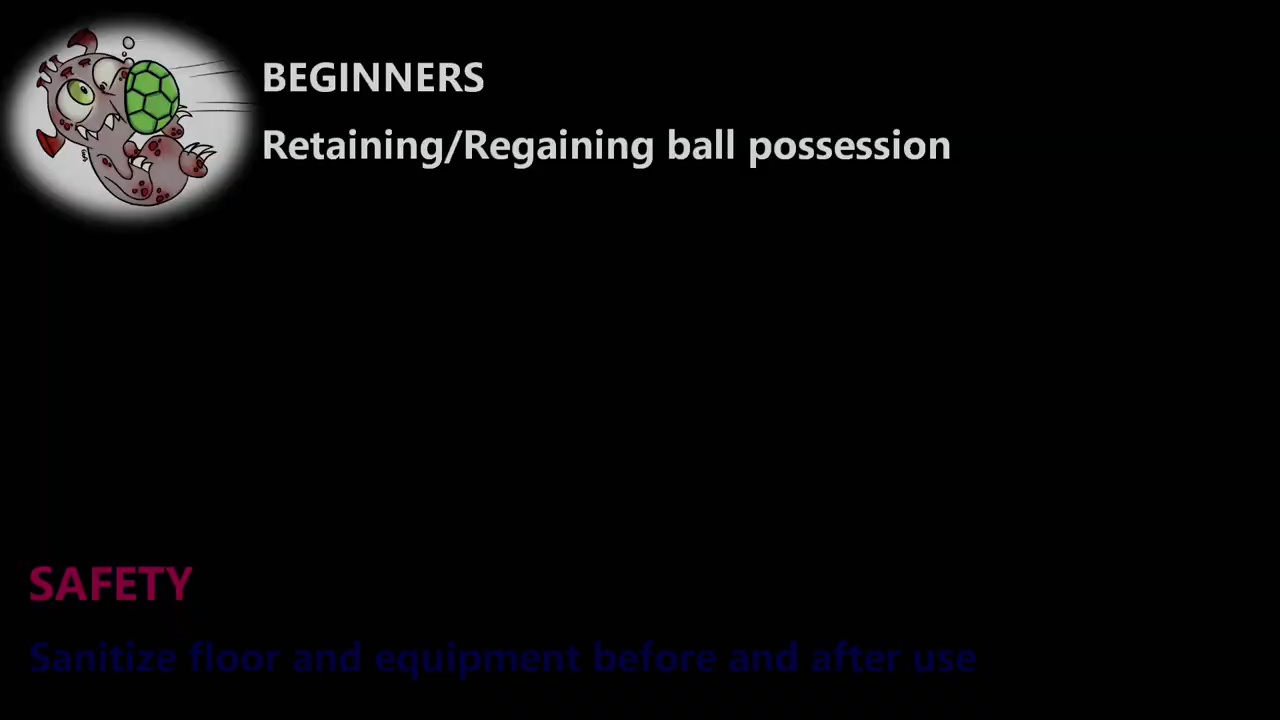 BEGINNERS
Retaining/Regaining ball possession
SAFETY
Sanitize floor and equipment before and after use